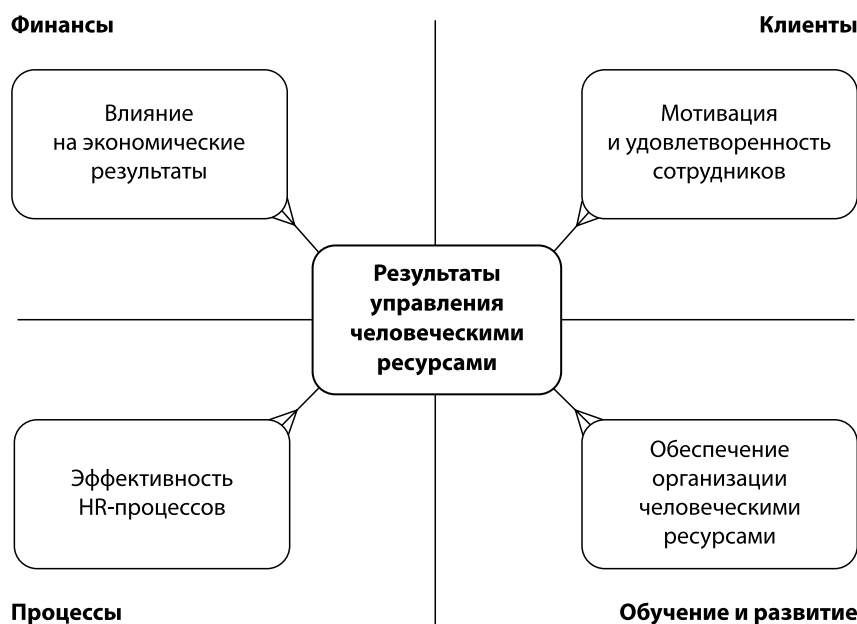 Финансы
Клиенты
Влияние
на экономические
результаты
Мотивация
и удовлетворенность
сотрудников
Результаты
управления
человеческими
ресурсами
Эффективность
HR-процессов
Обеспечение
организации
человеческими
ресурсами
Процессы
Обучение и развитие